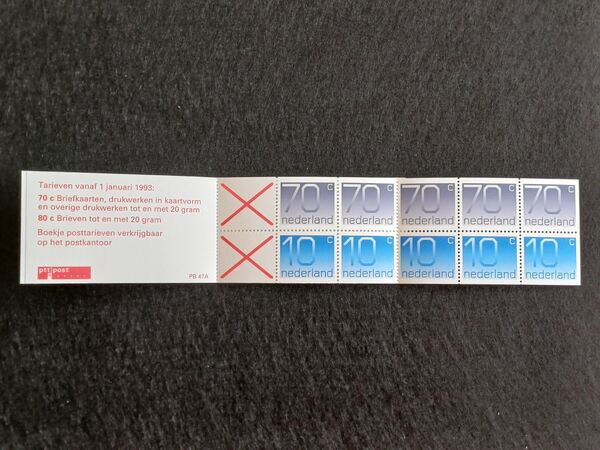 Tarieven vanaf 1 januari 1993:
70 c Briefkaarten, drukwerken in kaartvorm
en overige drukwerken tot en met 20 gram
80 c Brieven tot en met 20 gram
Boekje posttarieven verkrijgbaar
op het postkantoor
ptt post
PB 47A
70 c nederland
70 c nederland
70 c nederland
70 c nederland
70 c nederland
10 c nederland
10 c nederland
10 c nederland
10 c nederland
10 c nederland